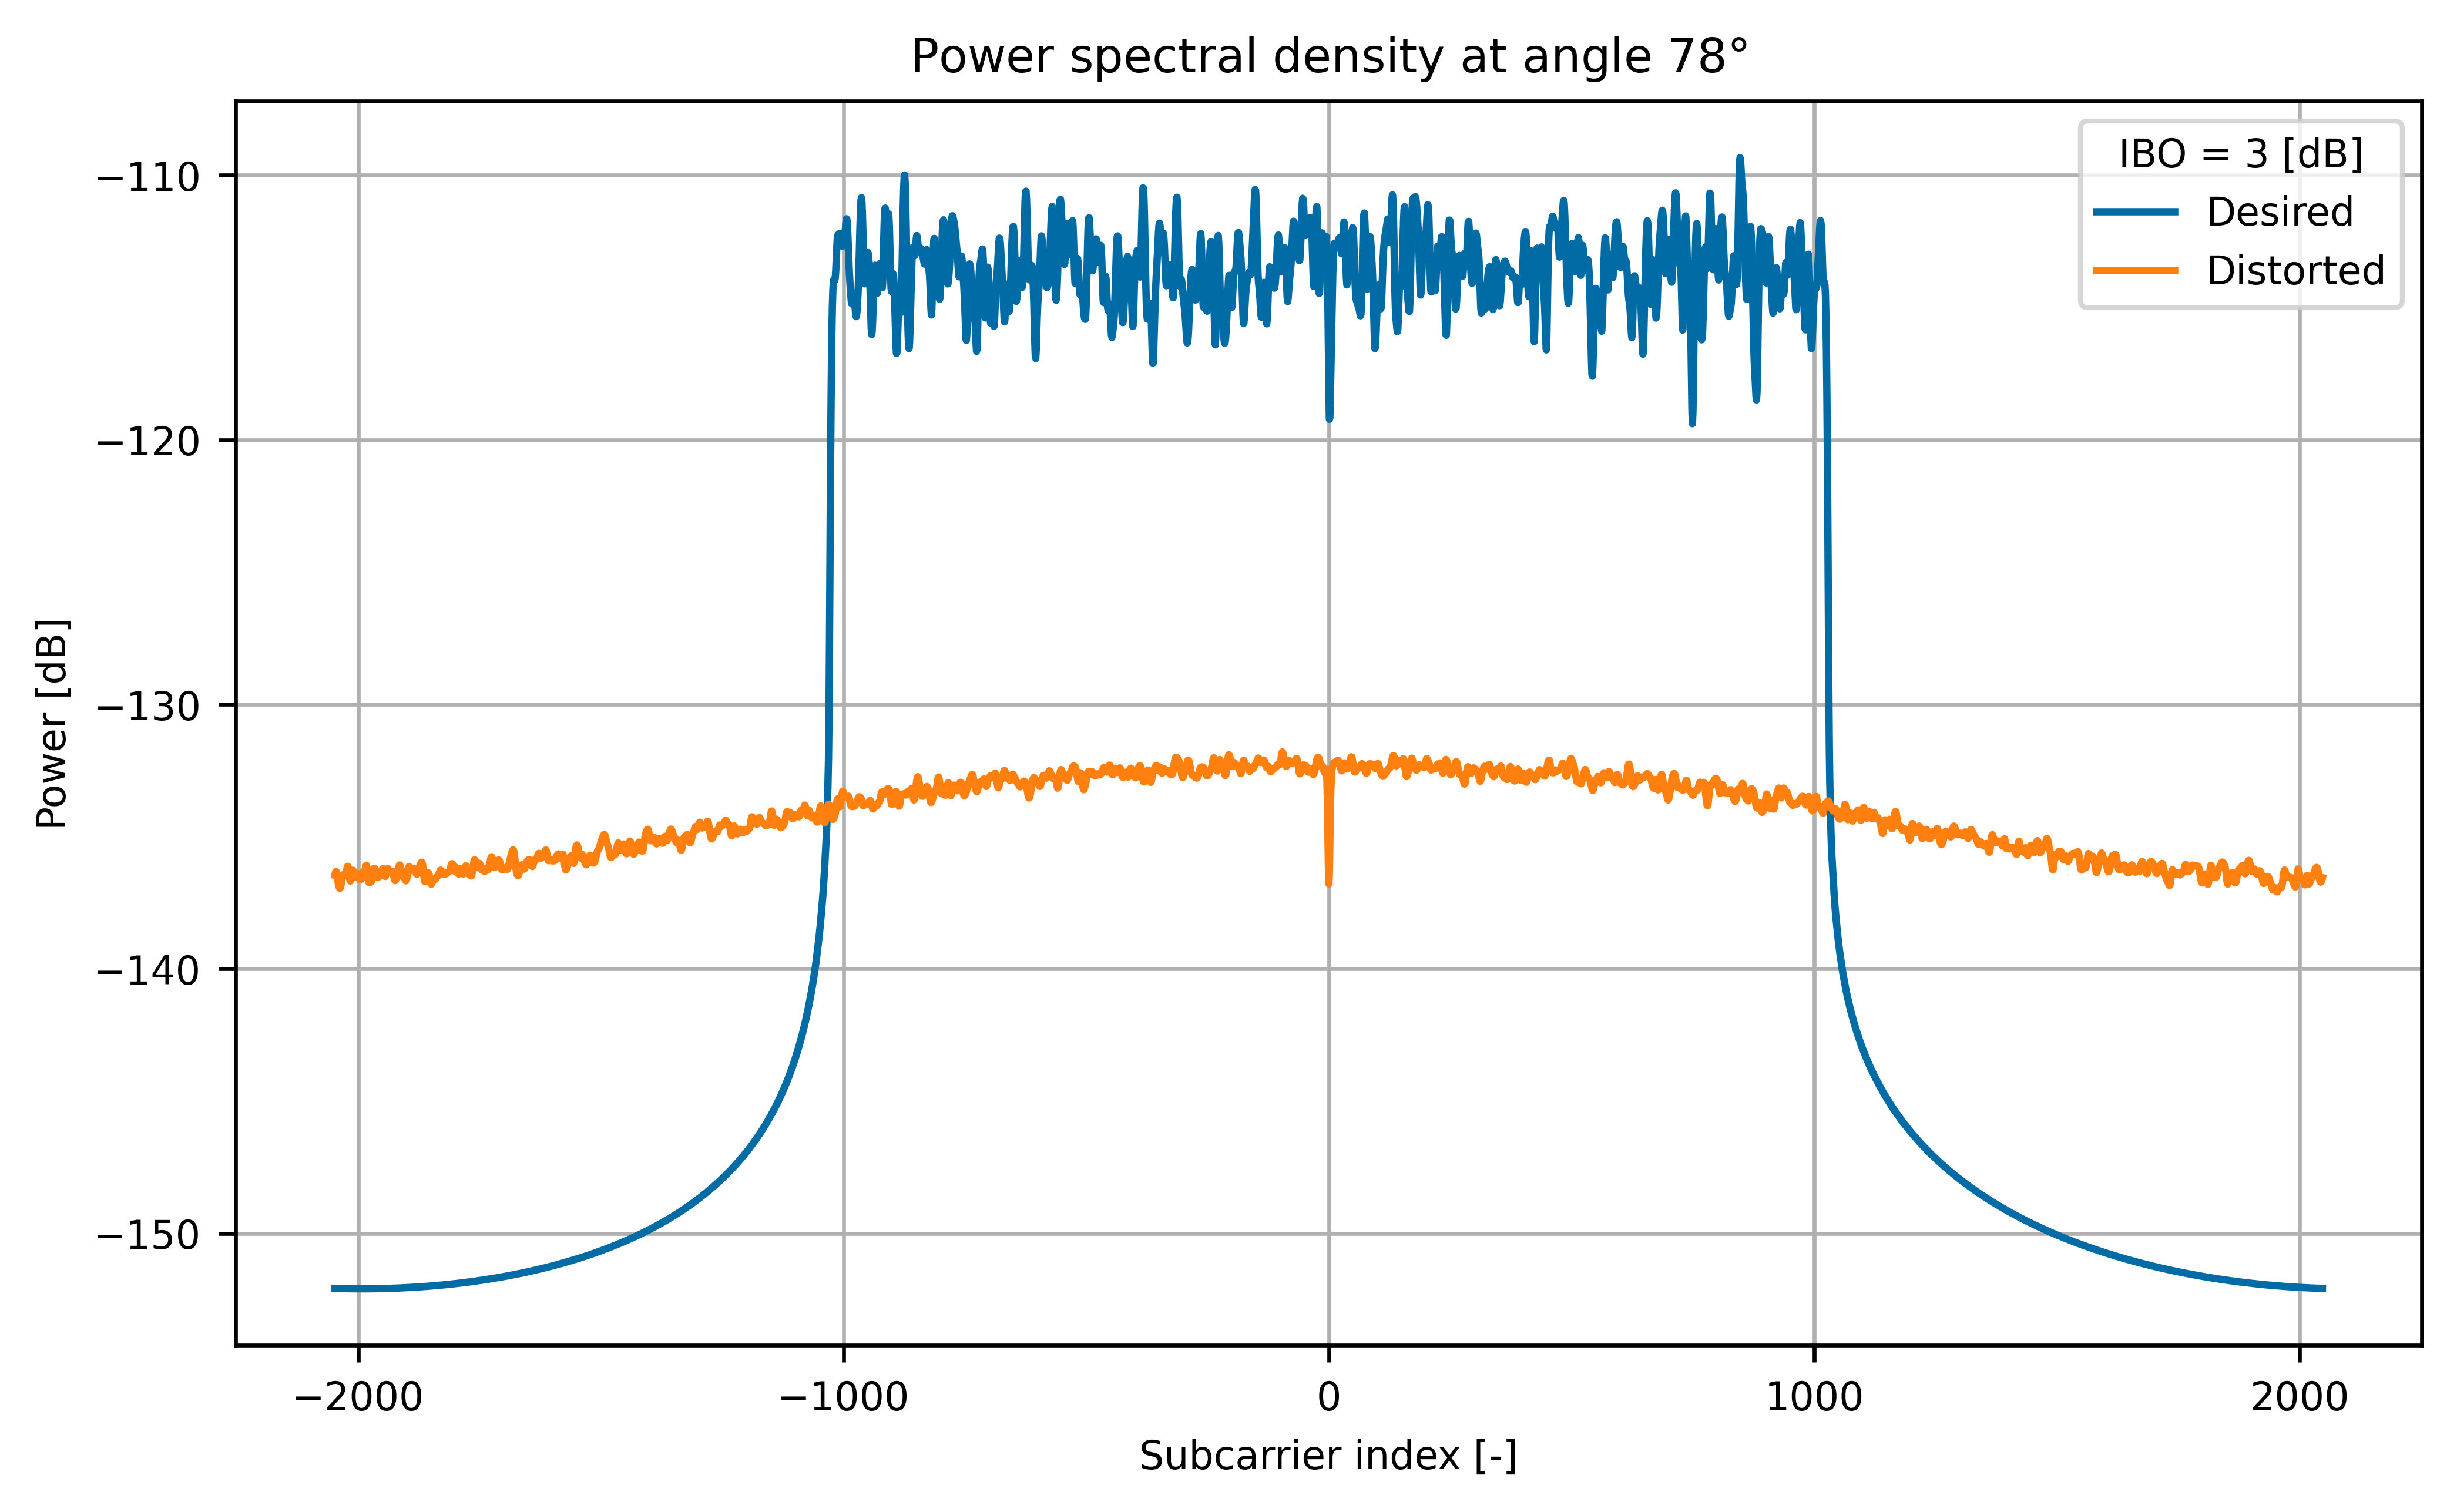 Power spectral density at angle 78°
IBO = 3 [dB]
Desired
Distorted
Power [dB]
−110
−120
−130
−140
−150
−2000
−1000
0
1000
2000
Subcarrier index [-]